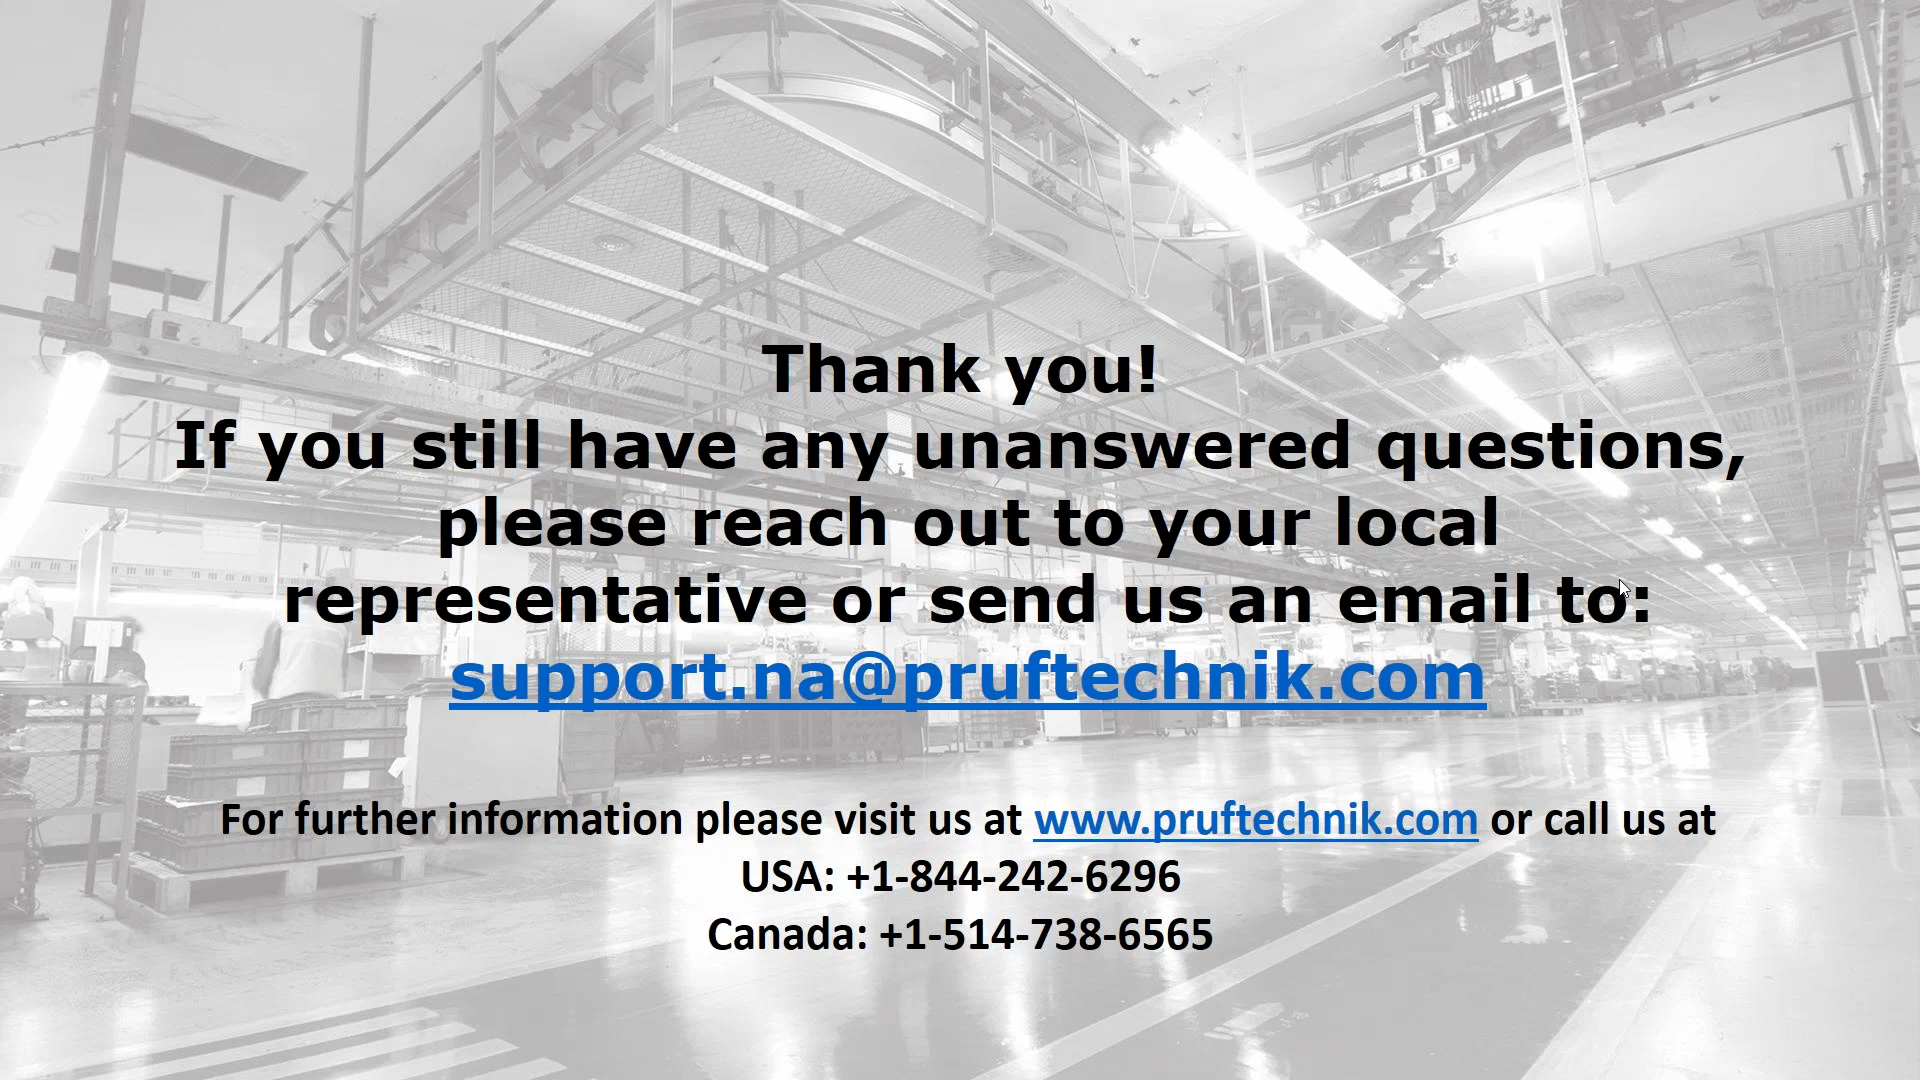 Thank you!
If you still have any unanswered questions,
please reach out to your local
representative or send us an email to:
support.na@pruftechnik.com
For further information please visit us at www.pruftechnik.com or call us at
USA: +1-844-242-6296
Canada: +1-514-738-6565